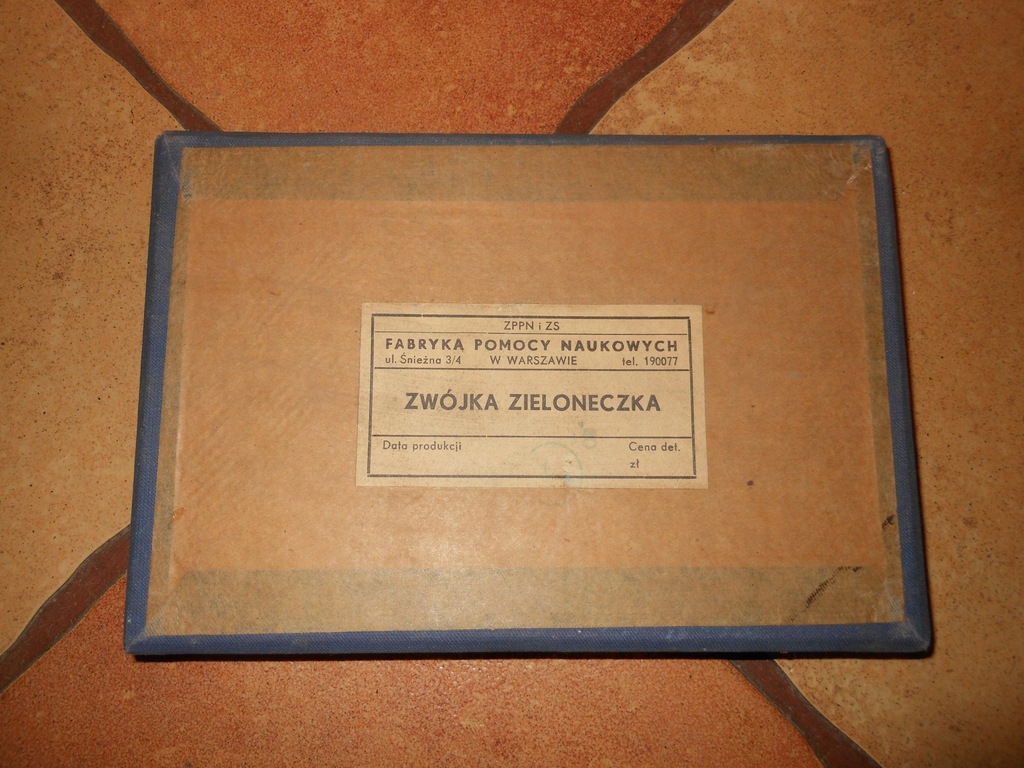 ZPPN i ZS
FABRYKA POMOCY NAUKOWYCH
ul. Śnieżna 3/4 W WARSZAWIE tel. 190077
ZWÓJKA ZIELONECZKA
Data produkcji Cena det.
zł